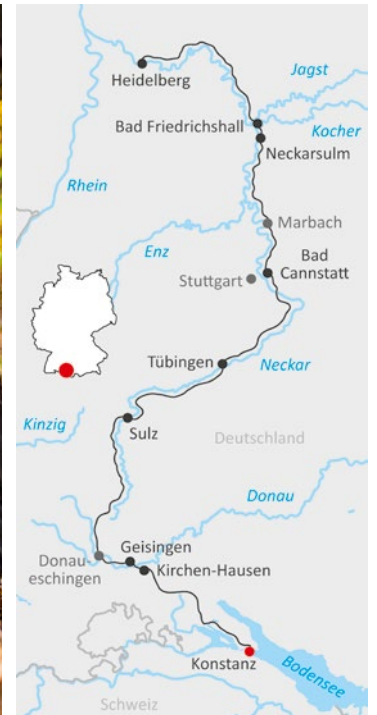 Heidelberg
Jagst
Bad Friedrichshall
Kocher
Neckarsulm
Rhein
Marbach
Enz
Bad
Cannstatt
Stuttgart
Tübingen
Neckar
Kinzig
Sulz
Deutschland
Donau
Geisingen
Donau-
eschingen
Kirchen-Hausen
Konstanz
Bodensee
Schweiz